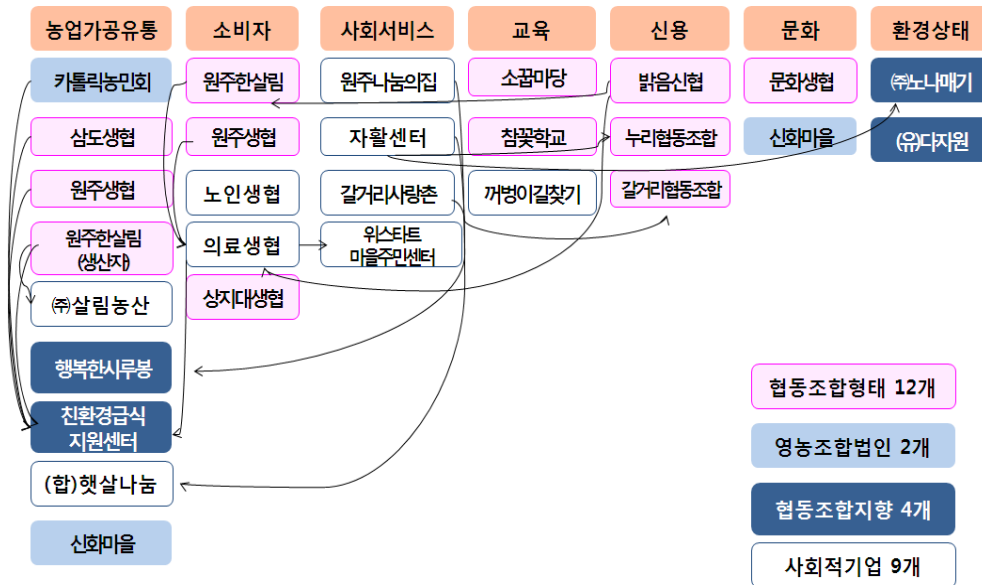 농업가공유통
소비자
사회서비스
교육
신용
문화
환경상태
카톨릭농민회
삼도생협
원주생협
원주한살림
(생산자)
㈜살림농산
행복한시루봉
친환경급식
지원센터
(합)햇살나눔
신화마을
원주한살림
원주생협
노인생협
의료생협
상지대생협
원주나눔의집
자활센터
갈거리사랑촌
위스타트
마을주민센터
소꿉마당
참꽃학교
꺼벙이길찾기
밝음신협
누리협동조합
갈거리협동조합
문화생협
신화마을
㈜노나매기
(유)다자원
협동조합형태 12개
영농조합법인 2개
협동조합지향 4개
사회적기업 9개